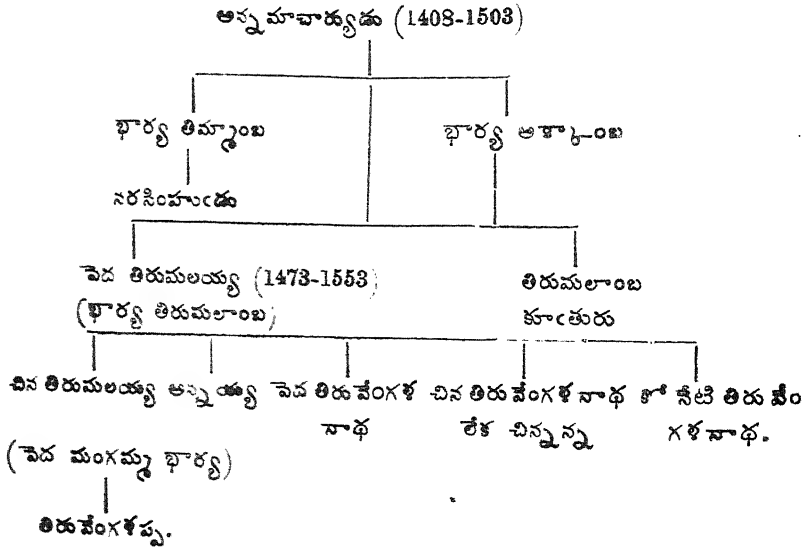 అన్నమాచార్యుడు (1408-1503)
భార్య తిమ్మాంబ భార్య అక్కాంబ
నరసింహుఁడు
పెద తిరుమలయ్య (1473-1553) తిరుమలాంబ
(భార్య తిరుమలాంబ) కూఁతురు
చిన తిరుమలయ్య అన్నయ్య పెద తిరువేంగళ చిన తిరువేంగళ నాథ కోనేటి తిరువేం
నాథ లేక చిన్నన్న గళనాథ.
(పెద మంగమ్మ భార్య)
తిరువేంగళప్ప.